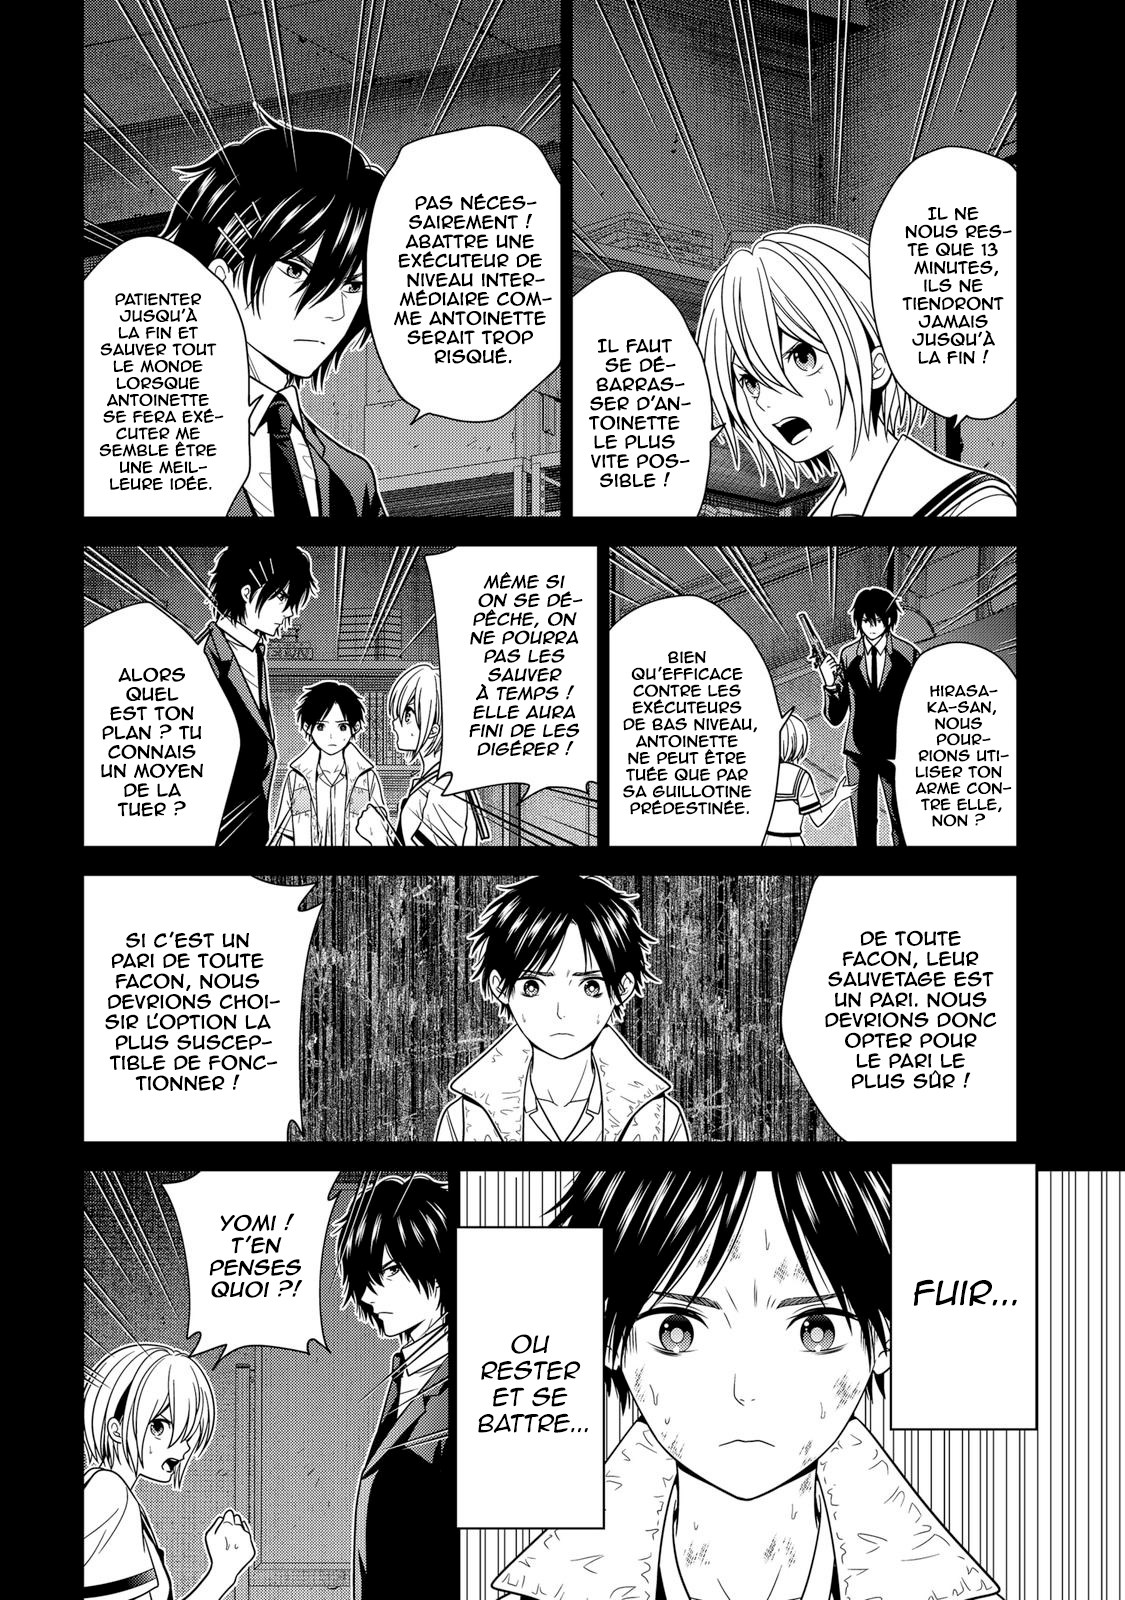 IL NE
NOUS RES-
TE QUE 13
MINUTES,
ILS NE
TIENDRONT
JAMAIS
JUSQU'À
LA FIN !
IL FAUT
SE DÉ-
BARRAS-
SER D'AN-
TOINETTE
LE PLUS
VITE POS-
SIBLE !
PAS NÉCES-
SAIREMENT !
ABATTRE UNE
EXÉCUTEUR DE
NIVEAU INTER-
MÉDIAIRE COM-
ME ANTOINETTE
SERAIT TROP
RISQUÉ.
PATIENTER
JUSQU'À
LA FIN ET
SAUVER TOUT
LE MONDE
LORSQUE
ANTOINETTE
SE FERA EXÉ-
CUTER ME
SEMBLE ÊTRE
UNE MEIL-
LEURE IDÉE.
HIRASA-
KA-SAN,
NOUS
POUR-
RIONS UTI-
LISER TON
ARME CON-
TRE ELLE,
NON ?
BIEN
QU'EFFICACE
CONTRE LES
EXÉCUTEURS
DE BAS NIVEAU,
ANTOINETTE
NE PEUT ÊTRE
TUÉE QUE PAR
SA GUILLOTINE
PRÉDESTINÉE.
MÊME SI
ON SE DÉ-
PÊCHE, ON
NE POURRA
PAS LES
SAUVER
À TEMPS !
ELLE AURA
FINI DE LES
DIGÉRER !
ALORS
QUEL
EST TON
PLAN ? TU
CONNAIS
UN MOYEN
DE LA
TUER ?
DE TOUTE
FACON, LEUR
SAUVETAGE EST
UN PARI. NOUS
DEVRIONS DONC
OPTER POUR
LE PARI LE
PLUS SÛR !
SI C'EST UN
PARI DE TOUTE
FACON, NOUS
DEVRIONS CHOI-
SIR L'OPTION LA
PLUS SUSCEP-
TIBLE DE FONC-
TIONNER !
FUIR...
OU
RESTER
ET SE
BATTRE...
YOMI !
T'EN
PENSES
QUOI ?!